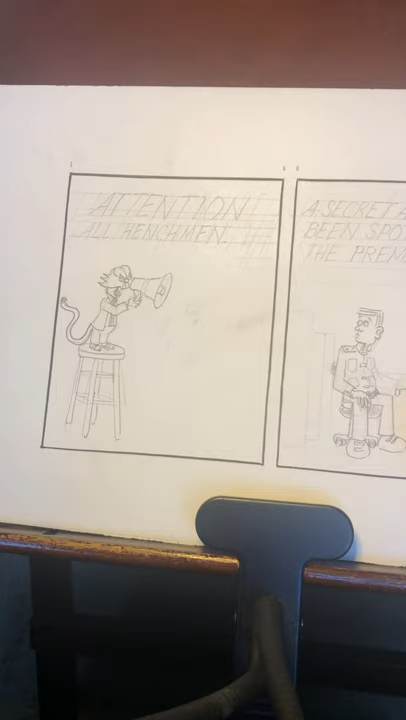 ATTENTION
ALL HENCHMEN.
A SECRET A
BEEN SPO
THE PREM